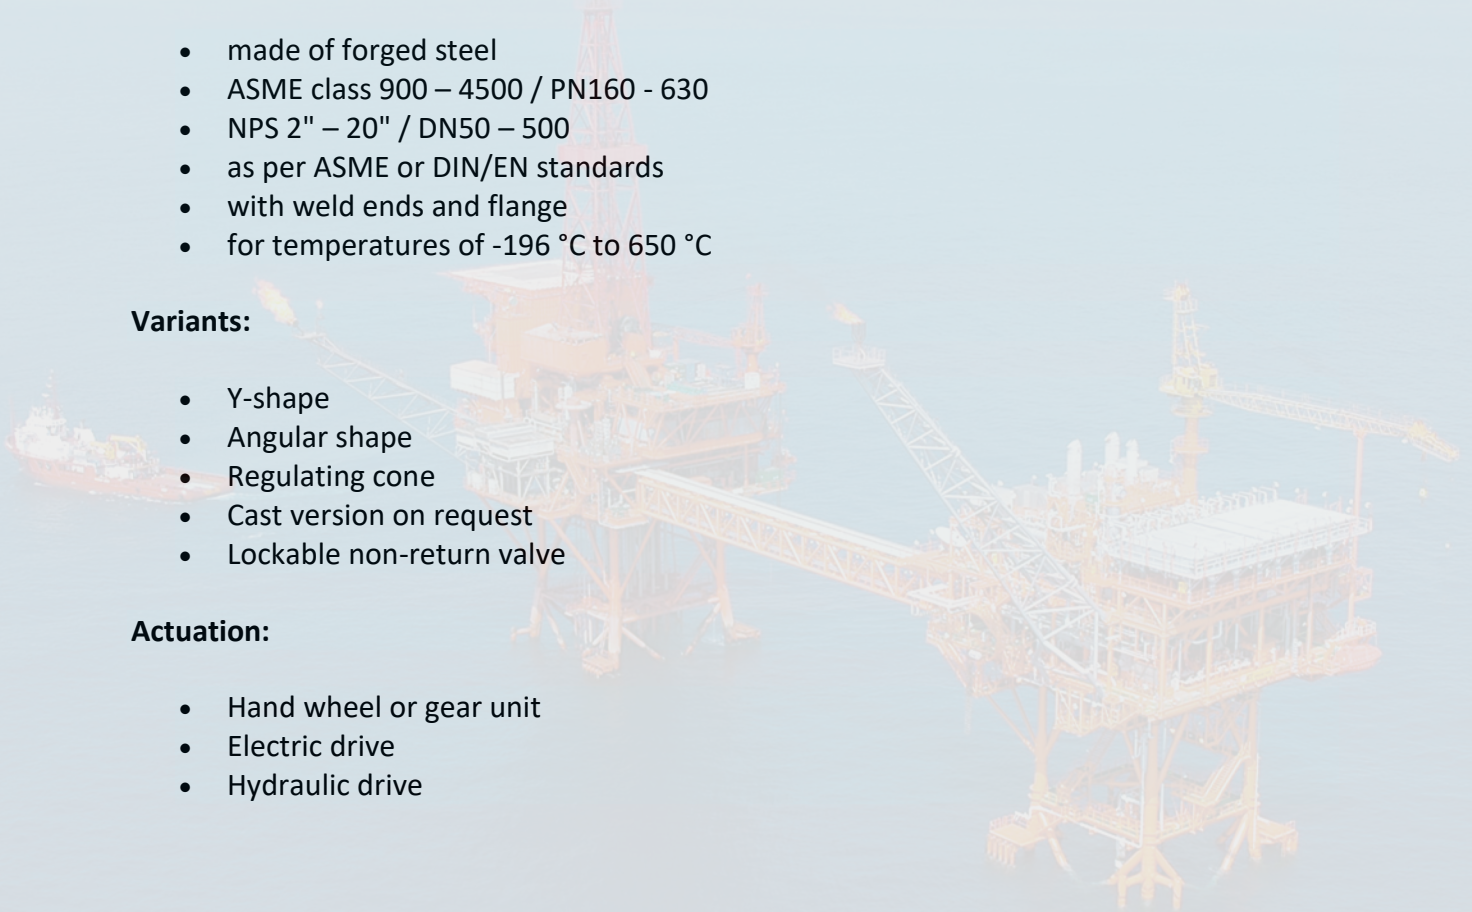 • made of forged steel
• ASME class 900 – 4500 / PN160 - 630
• NPS 2" – 20" / DN50 – 500
• as per ASME or DIN/EN standards
• with weld ends and flange
• for temperatures of -196 °C to 650 °C
Variants:
• Y-shape
• Angular shape
• Regulating cone
• Cast version on request
• Lockable non-return valve
Actuation:
• Hand wheel or gear unit
• Electric drive
• Hydraulic drive